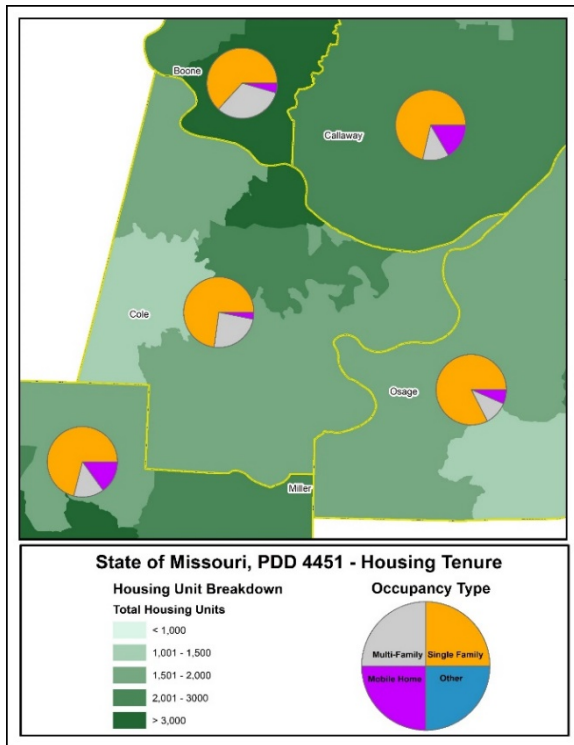 Boone
Callaway
Cole
Osage
Miller
State of Missouri, PDD 4451 - Housing Tenure
Housing Unit Breakdown
Total Housing Units
< 1,000
1,001 - 1,500
1,501 - 2,000
2,001 - 3000
> 3,000
Occupancy Type
Multi-Family
Single Family
Mobile Home
Other